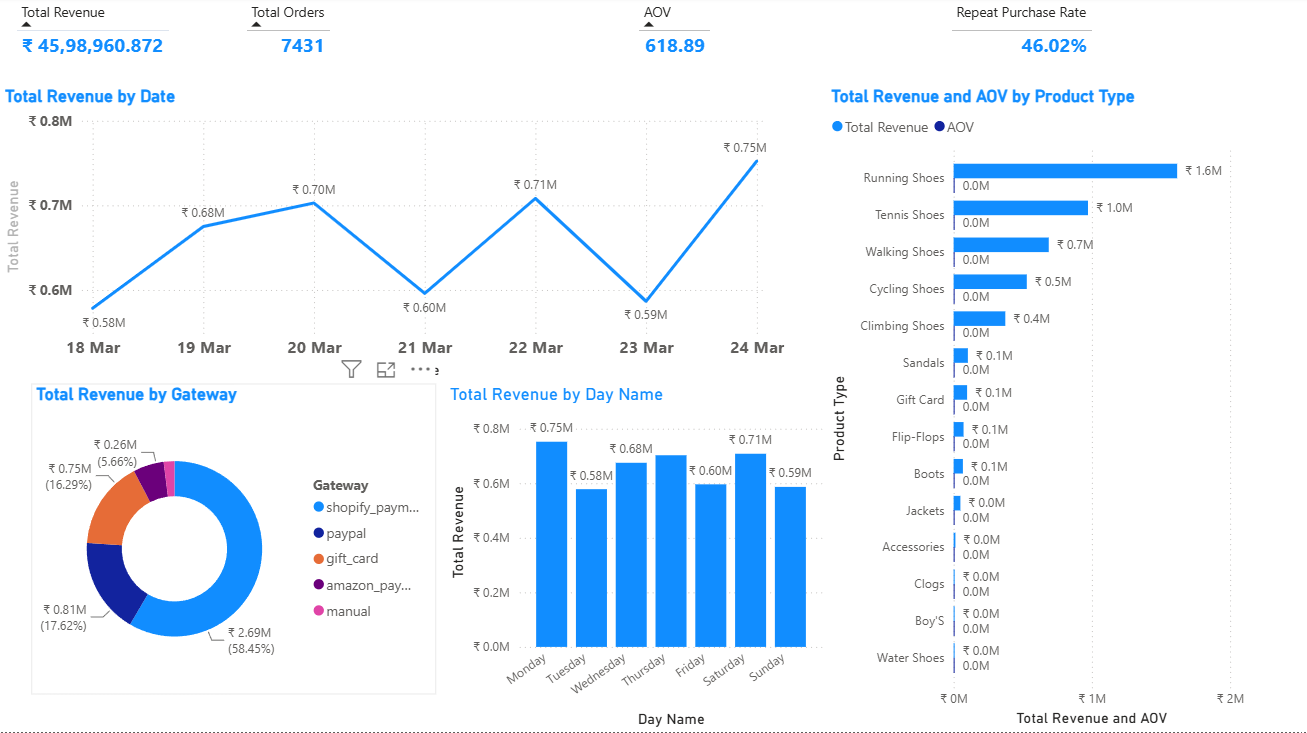 Total Revenue
₹ 45,98,960.872
Total Orders
7431
AOV
618.89
Repeat Purchase Rate
46.02%
Total Revenue by Date
Total Revenue
₹ 0.8M
₹ 0.7M
₹ 0.6M
₹ 0.58M
₹ 0.68M
₹ 0.70M
₹ 0.60M
₹ 0.71M
₹ 0.59M
₹ 0.75M
18 Mar
19 Mar
20 Mar
21 Mar
22 Mar
23 Mar
24 Mar
e
Total Revenue by Gateway
₹ 0.26M
(5.66%)
₹ 0.75M
(16.29%)
₹ 0.81M
(17.62%)
₹ 2.69M
(58.45%)
Gateway
shopify_paym...
paypal
gift_card
amazon_pay...
manual
Total Revenue by Day Name
Total Revenue
₹ 0.8M
₹ 0.6M
₹ 0.4M
₹ 0.2M
₹ 0.0M
₹ 0.75M
₹ 0.58M
₹ 0.68M
₹ 0.60M
₹ 0.71M
₹ 0.59M
Monday
Tuesday
Wednesday
Thursday
Friday
Saturday
Sunday
Day Name
Total Revenue and AOV by Product Type
Total Revenue
AOV
Product Type
Running Shoes
₹ 1.6M
0.0M
Tennis Shoes
₹ 1.0M
0.0M
Walking Shoes
₹ 0.7M
0.0M
Cycling Shoes
₹ 0.5M
0.0M
Climbing Shoes
₹ 0.4M
0.0M
Sandals
₹ 0.1M
0.0M
Gift Card
₹ 0.1M
0.0M
Flip-Flops
₹ 0.1M
0.0M
Boots
₹ 0.1M
0.0M
Jackets
₹ 0.0M
0.0M
Accessories
₹ 0.0M
0.0M
Clogs
₹ 0.0M
0.0M
Boy'S
₹ 0.0M
0.0M
Water Shoes
₹ 0.0M
0.0M
₹ 0M
₹ 1M
₹ 2M
Total Revenue and AOV